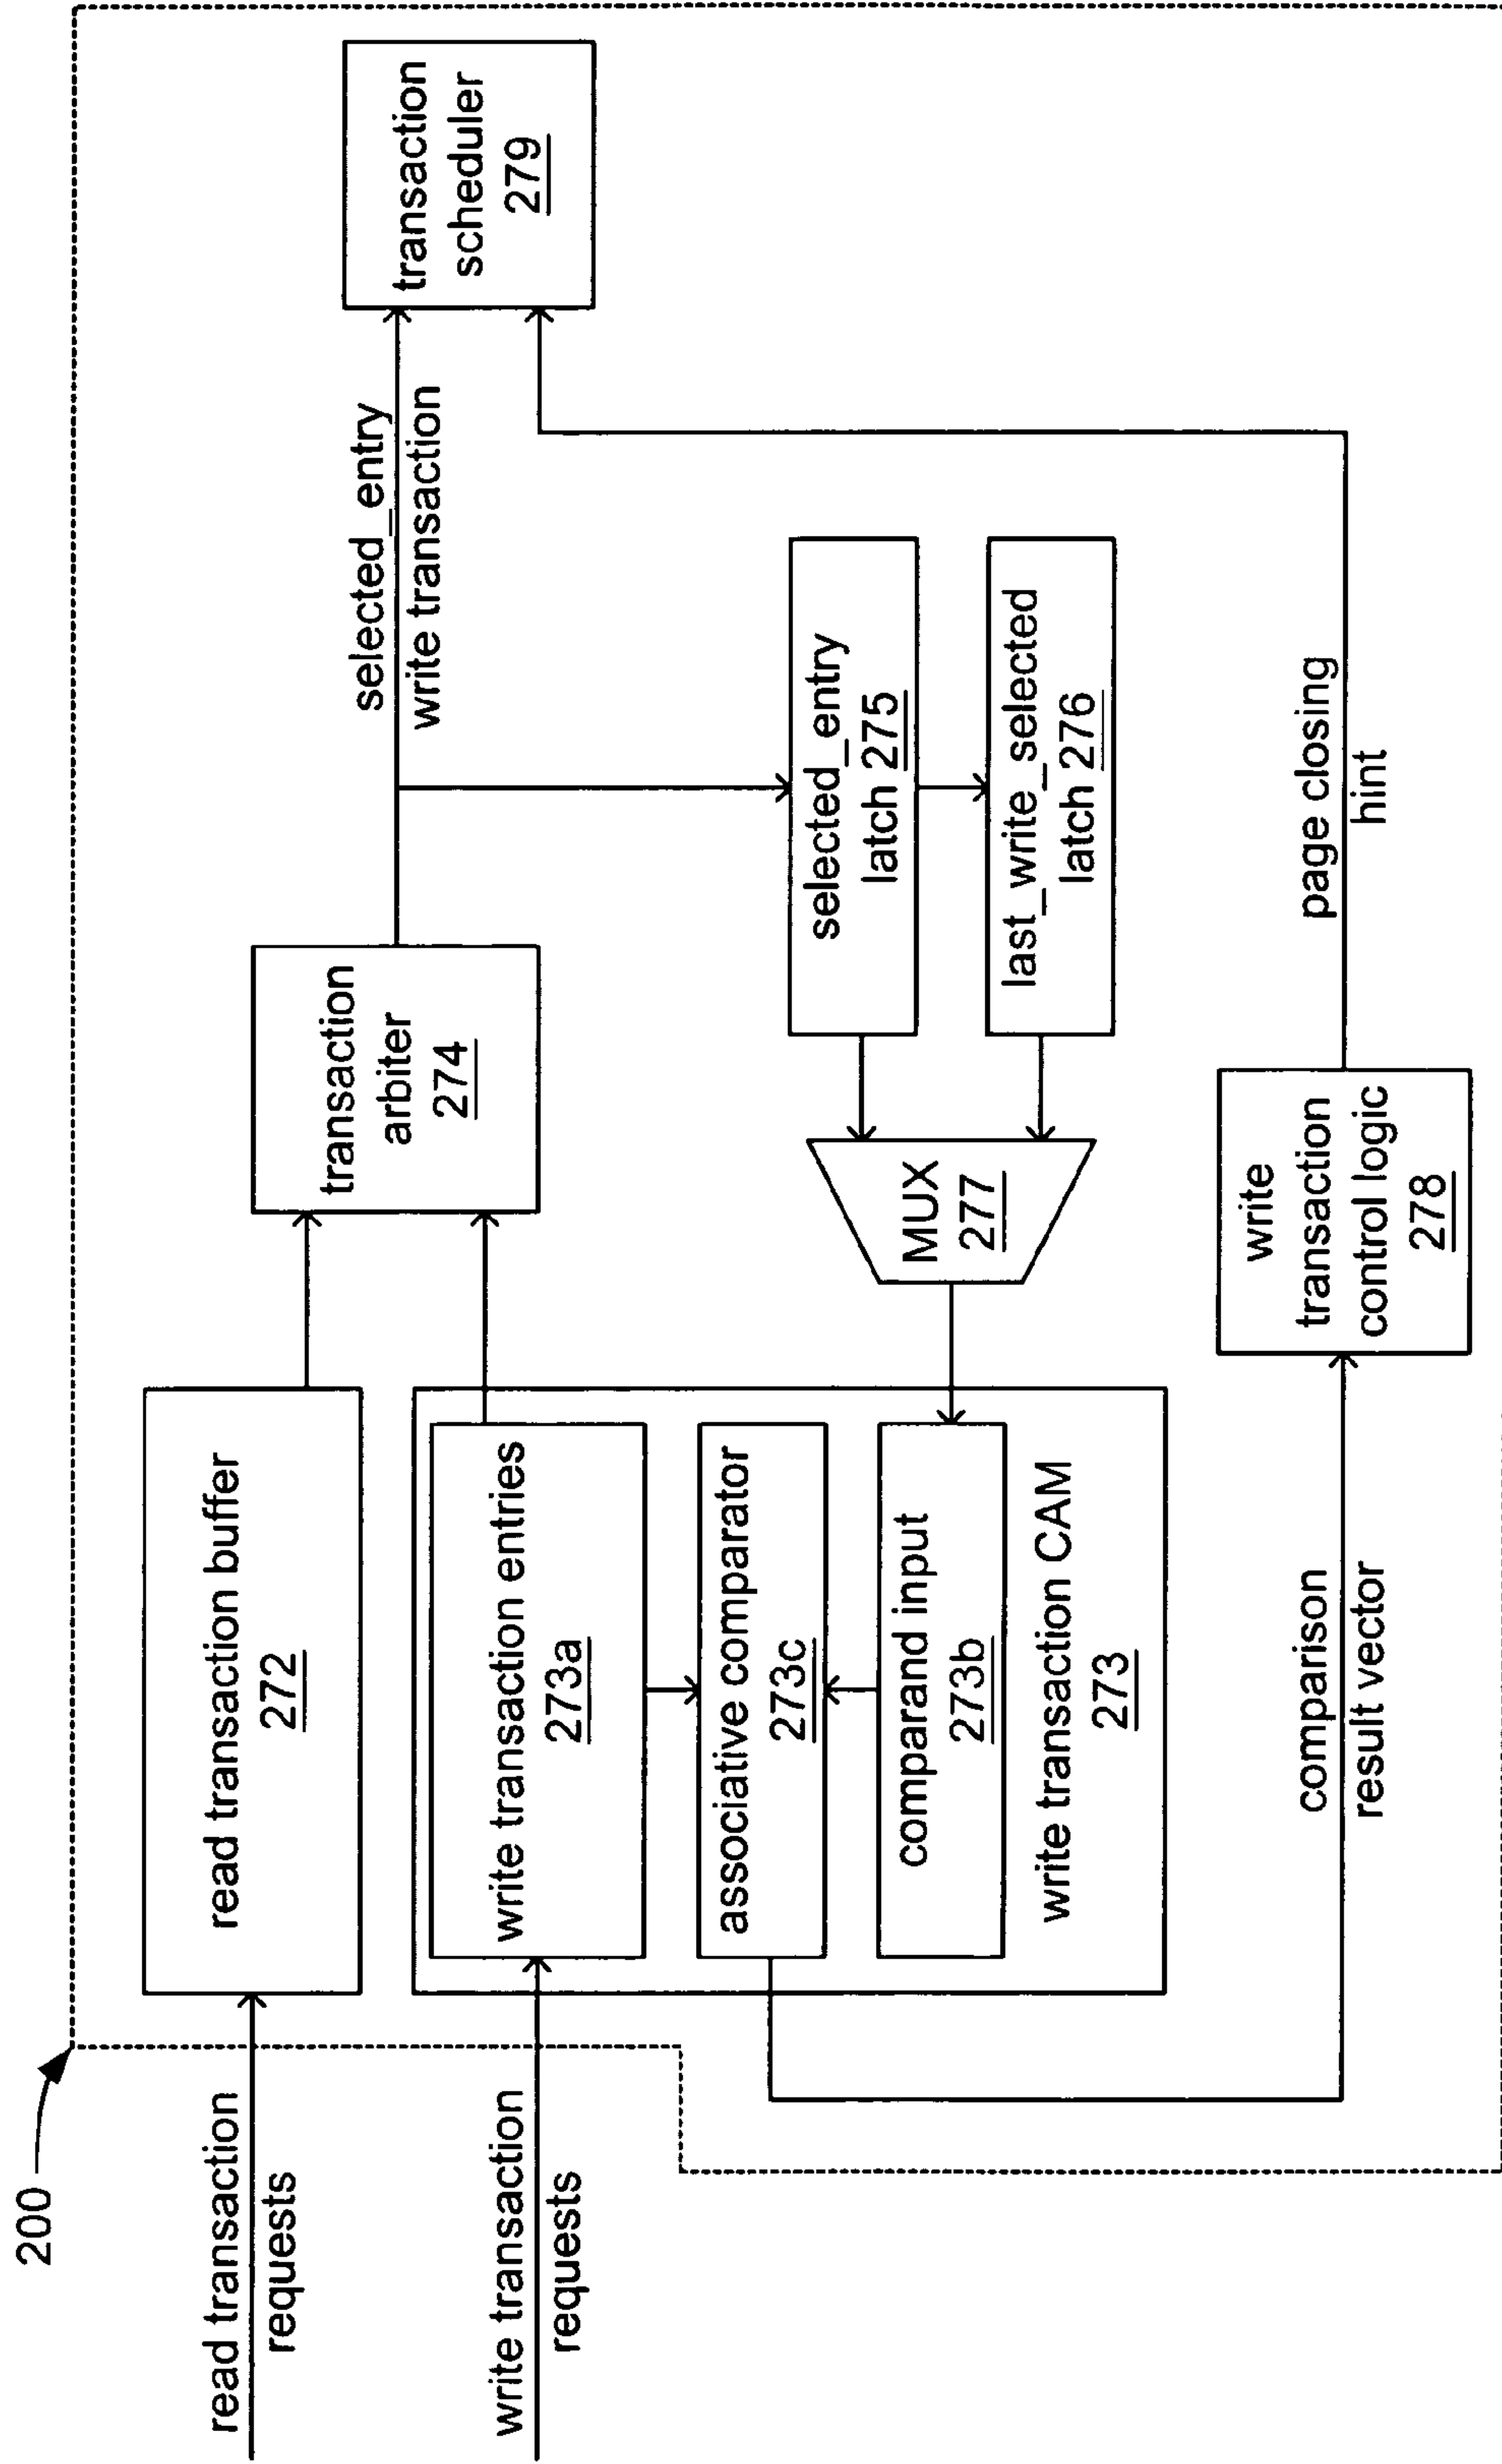 200
read transaction
requests
write transaction
requests
read transaction buffer
272
write transaction entries
273a
associative comparator
273c
comparand input
273b
write transaction CAM
273
transaction
arbiter
274
selected_entry
write transaction
transaction
scheduler
279
selected_entry
latch 275
last_write_selected
latch 276
MUX
277
comparison
result vector
write
transaction
control logic
278
page closing
hint